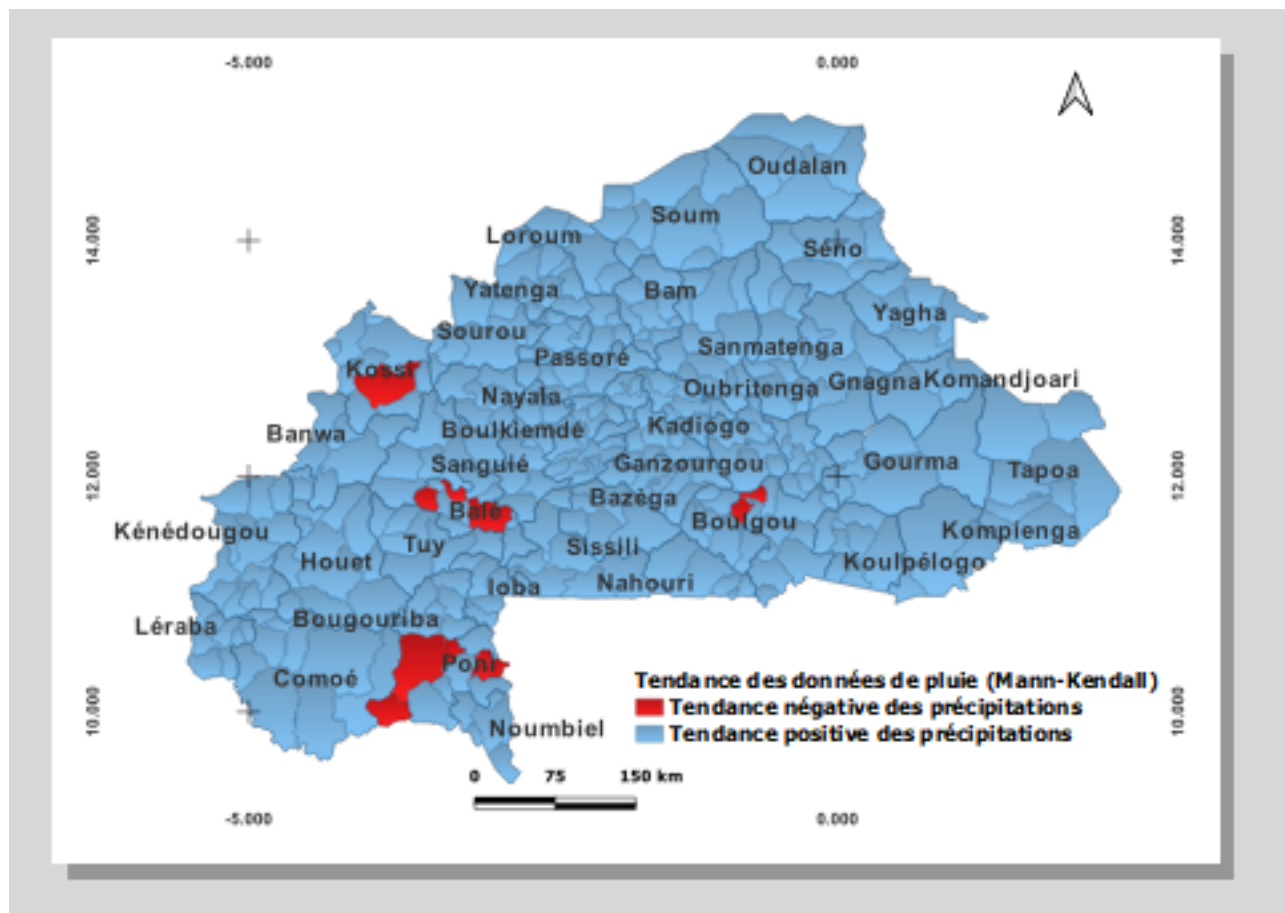 -5.000 0.000
Oudalan
Soum
Loroum
14.000 14.000
Séno
Yatenga Bam
Yagha
Sourou
Passoré Sanmatenga
Kossi
Nayala Oubritenga Gnagna Komandjoari
Banwa Boulkiemdé Kadiogo
Sanguié Ganzourgou Gourma Tapoa
12.000 12.000
Bazèga
Balé Boulgou
Kénédougou Kompienga
Tuy Sissili
Houet Koulpélogo
Ioba Nahouri
Léraba Bougouriba
Poni
Comoé
Tendance des données de pluie (Mann-Kendall)
Tendance négative des précipitations
10.000 10.000
Noumbiel Tendance positive des précipitations
0 75 150 km
-5.000 0.000